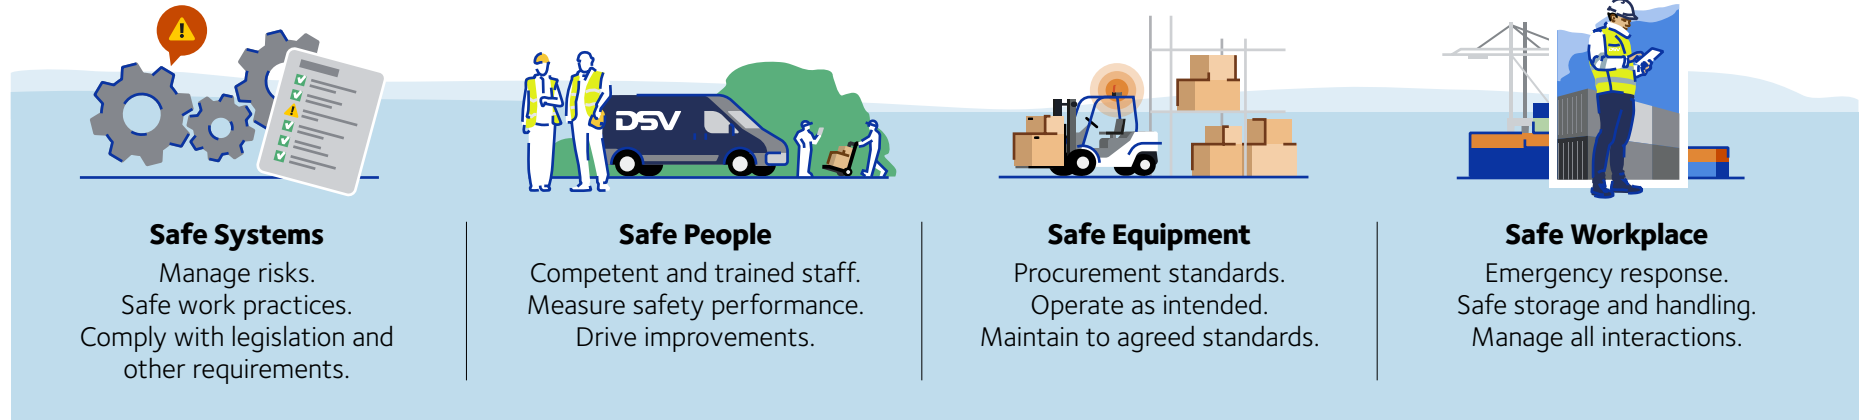 DSV
Safe Systems
Manage risks.
Safe work practices.
Comply with legislation and
other requirements.
Safe People
Competent and trained staff.
Measure safety performance.
Drive improvements.
Safe Equipment
Procurement standards.
Operate as intended.
Maintain to agreed standards.
Safe Workplace
Emergency response.
Safe storage and handling.
Manage all interactions.